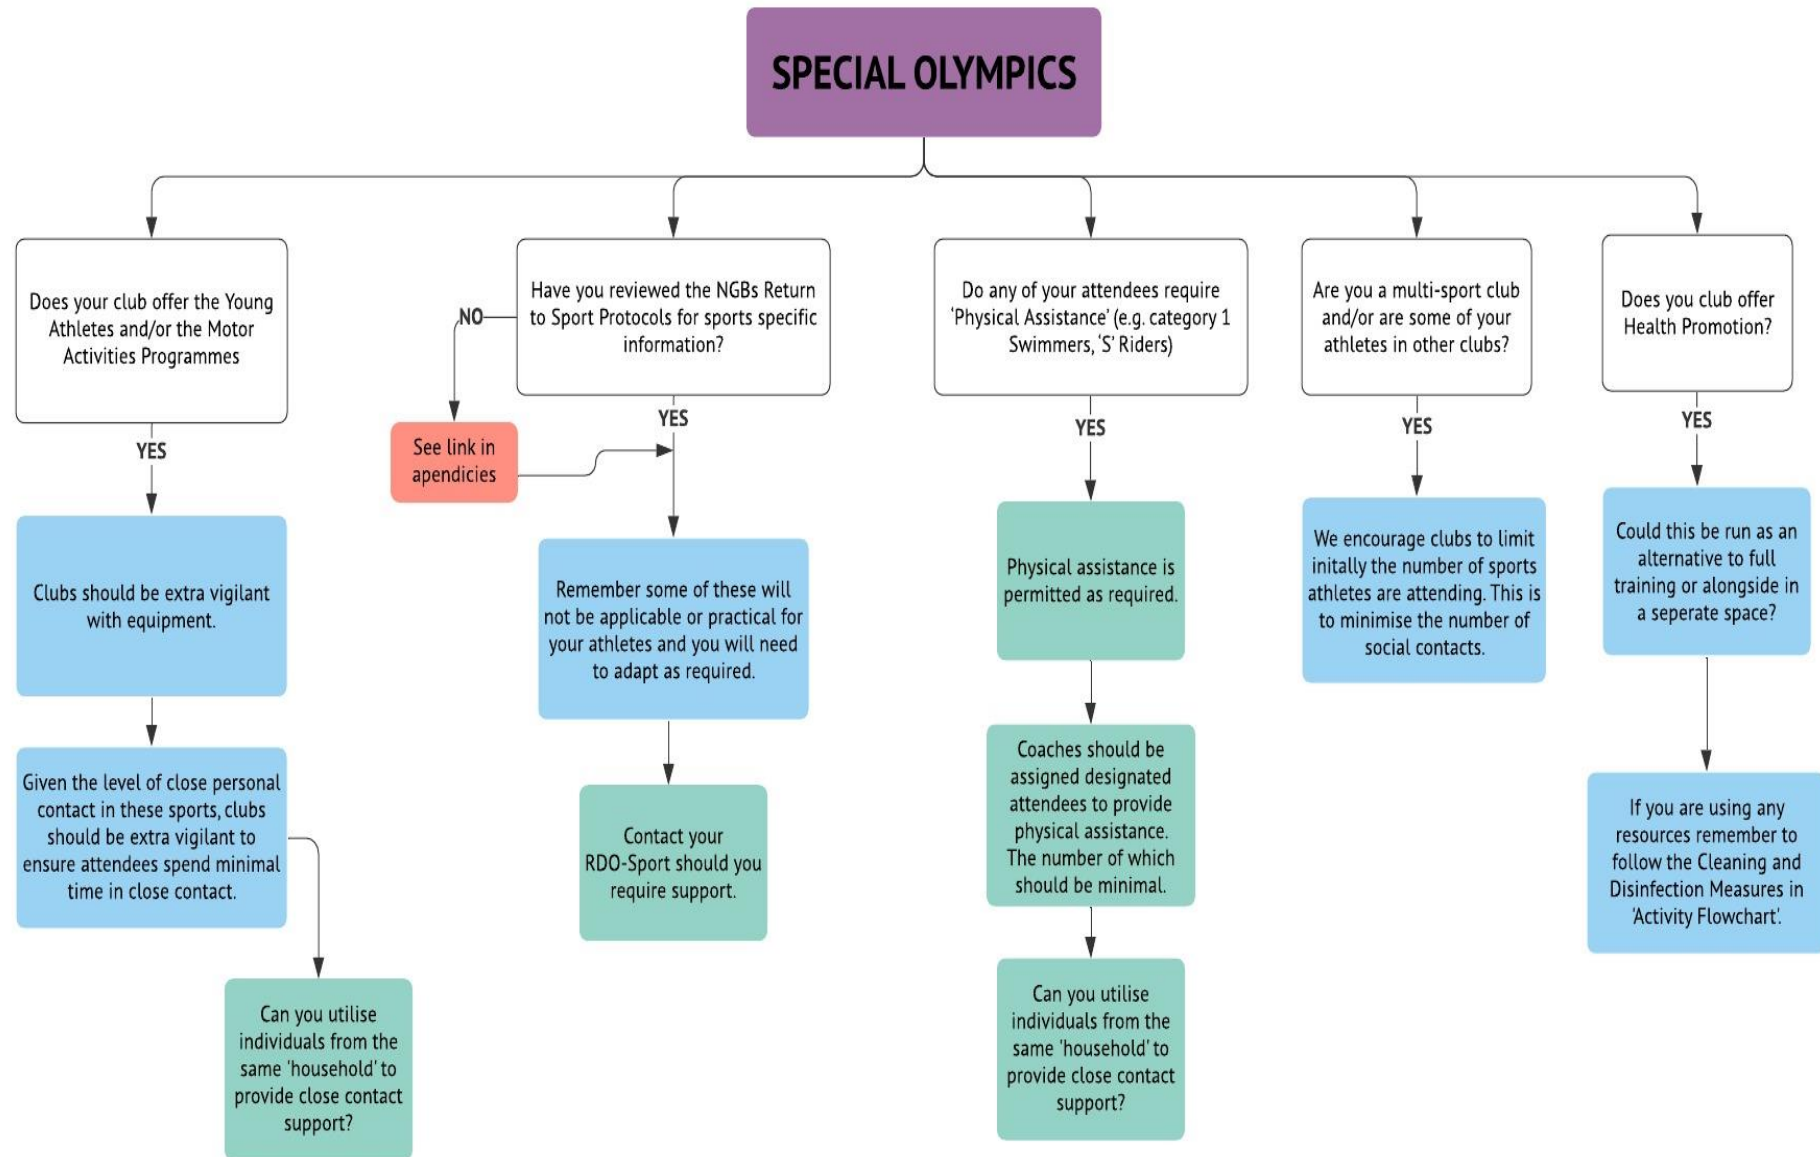 SPECIAL OLYMPICS
Does your club offer the Young
Athletes and/or the Motor
Activities Programmes
YES
Clubs should be extra vigilant
with equipment.
Given the level of close personal
contact in these sports, clubs
should be extra vigilant to
ensure attendees spend minimal
time in close contact.
Can you utilise
individuals from the
same 'household' to
provide close contact
support?
Have you reviewed the NGBs Return
to Sport Protocols for sports specific
information?
NO
See link in
apendicies
YES
Remember some of these will
not be applicable or practical for
your athletes and you will need
to adapt as required.
Contact your
RDO-Sport should you
require support.
Do any of your attendees require
'Physical Assistance' (e.g. category 1
Swimmers, 'S' Riders)
YES
Physical assistance is
permitted as required.
Coaches should be
assigned designated
attendees to provide
physical assistance.
The number of which
should be minimal.
Can you utilise
individuals from the
same 'household' to
provide close contact
support?
Are you a multi-sport club
and/or are some of your
athletes in other clubs?
YES
We encourage clubs to limit
initally the number of sports
athletes are attending. This is
to minimise the number of
social contacts.
Does you club offer
Health Promotion?
YES
Could this be run as an
alternative to full
training or alongside in
a seperate space?
If you are using any
resources remember to
follow the Cleaning and
Disinfection Measures in
'Activity Flowchart'.